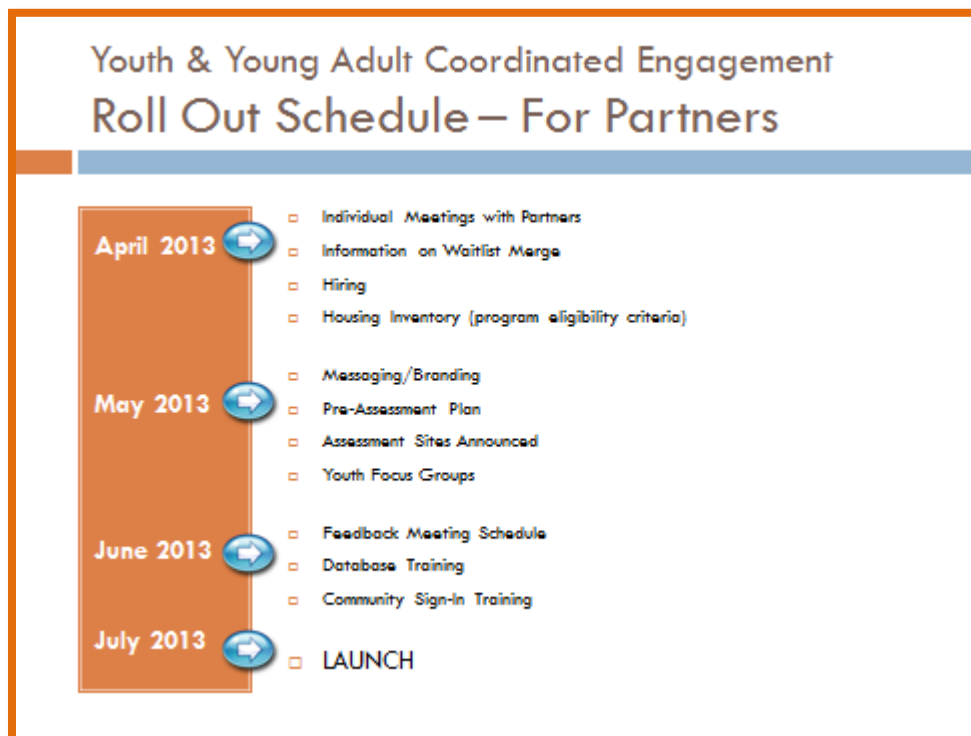 Youth & Young Adult Coordinated Engagement
Roll Out Schedule – For Partners
April 2013
Individual Meetings with Partners
Information on Waitlist Merge
Hiring
Housing Inventory (program eligibility criteria)
May 2013
Messaging/Branding
Pre-Assessment Plan
Assessment Sites Announced
Youth Focus Groups
June 2013
Feedback Meeting Schedule
Database Training
Community Sign-In Training
July 2013
LAUNCH